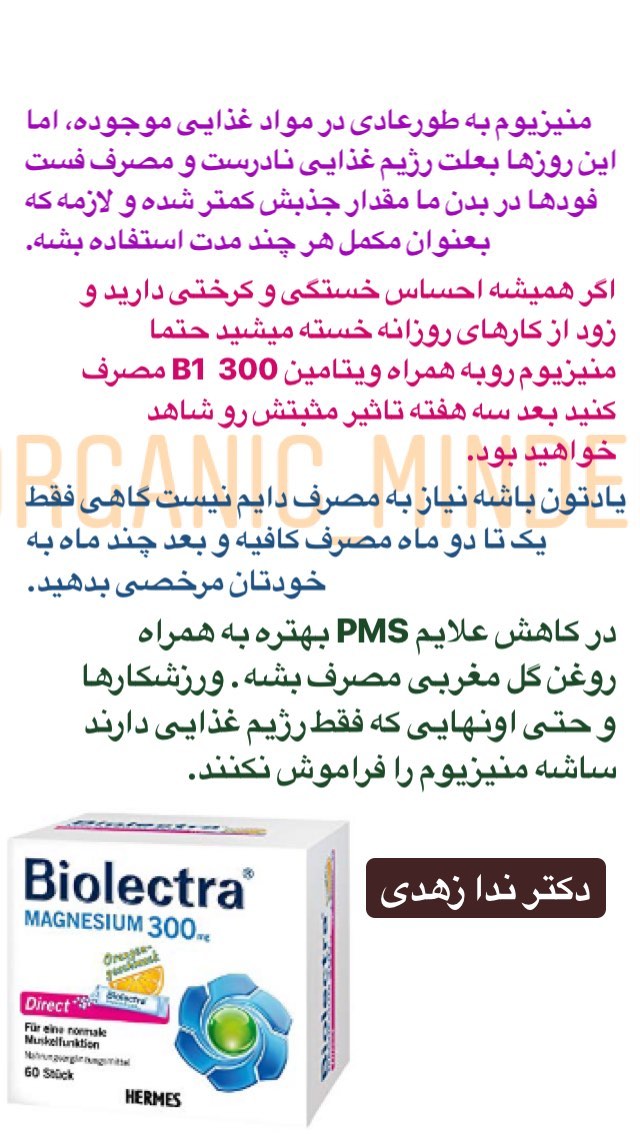 منیزیوم به طورعادی در مواد غذایی موجوده، اما
این روزها بعلت رژیم غذایی نادرست و مصرف فست
فودها در بدن ما مقدار جذبش کمتر شده و لازمه که
بعنوان مکمل هر چند مدت استفاده بشه.
اگر همیشه احساس خستگی و کرختی دارید و
زود از کارهای روزانه خسته میشید حتما
منیزیوم روبه همراه ویتامین B1 300 مصرف
کنید بعد سه هفته تاثیر مثبتش رو شاهد
خواهید بود.
ORGANIC_MINDE
یادتون باشه نیاز به مصرف دایم نیست گاهی فقط
یک تا دو ماه مصرف کافیه و بعد چند ماه به
خودتان مرخصی بدهید.
در کاهش علایم PMS بهتره به همراه
روغن گل مغربی مصرف بشه. ورزشکارها
و حتی اونهایی که فقط رژیم غذایی دارند
ساشه منیزیوم را فراموش نکنند.
دکتر ندا زهدی
Biolectra®
MAGNESIUM 300 mg
Orangen-
geschmack
Biolectra
Direct
Für eine normale
Muskelfunktion
Nahrungsergänzungsmittel
60 Stück
HERMES
Biolectra